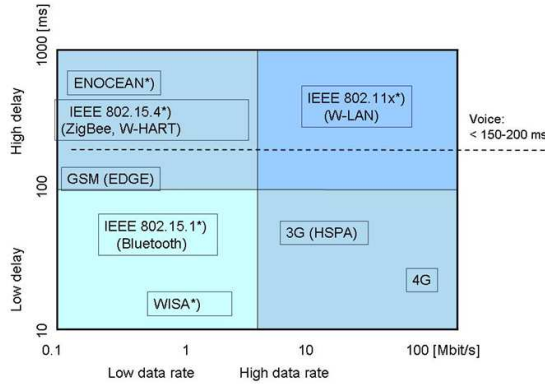 1000 [ms]
High delay
100
Low delay
10
ENOCEAN*)
IEEE 802.15.4*)
(ZigBee, W-HART)
GSM (EDGE)
IEEE 802.11x*)
(W-LAN)
Voice:
< 150-200 ms
IEEE 802.15.1*)
(Bluetooth)
WISA*)
3G (HSPA)
4G
0.1 1 10 100 [Mbit/s]
Low data rate High data rate